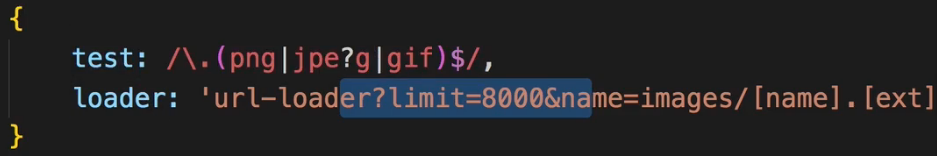 {
test: /\.(png|jpe?g|gif)$/,
loader: 'url-loader?limit=8000&name=images/[name].[ext]
}